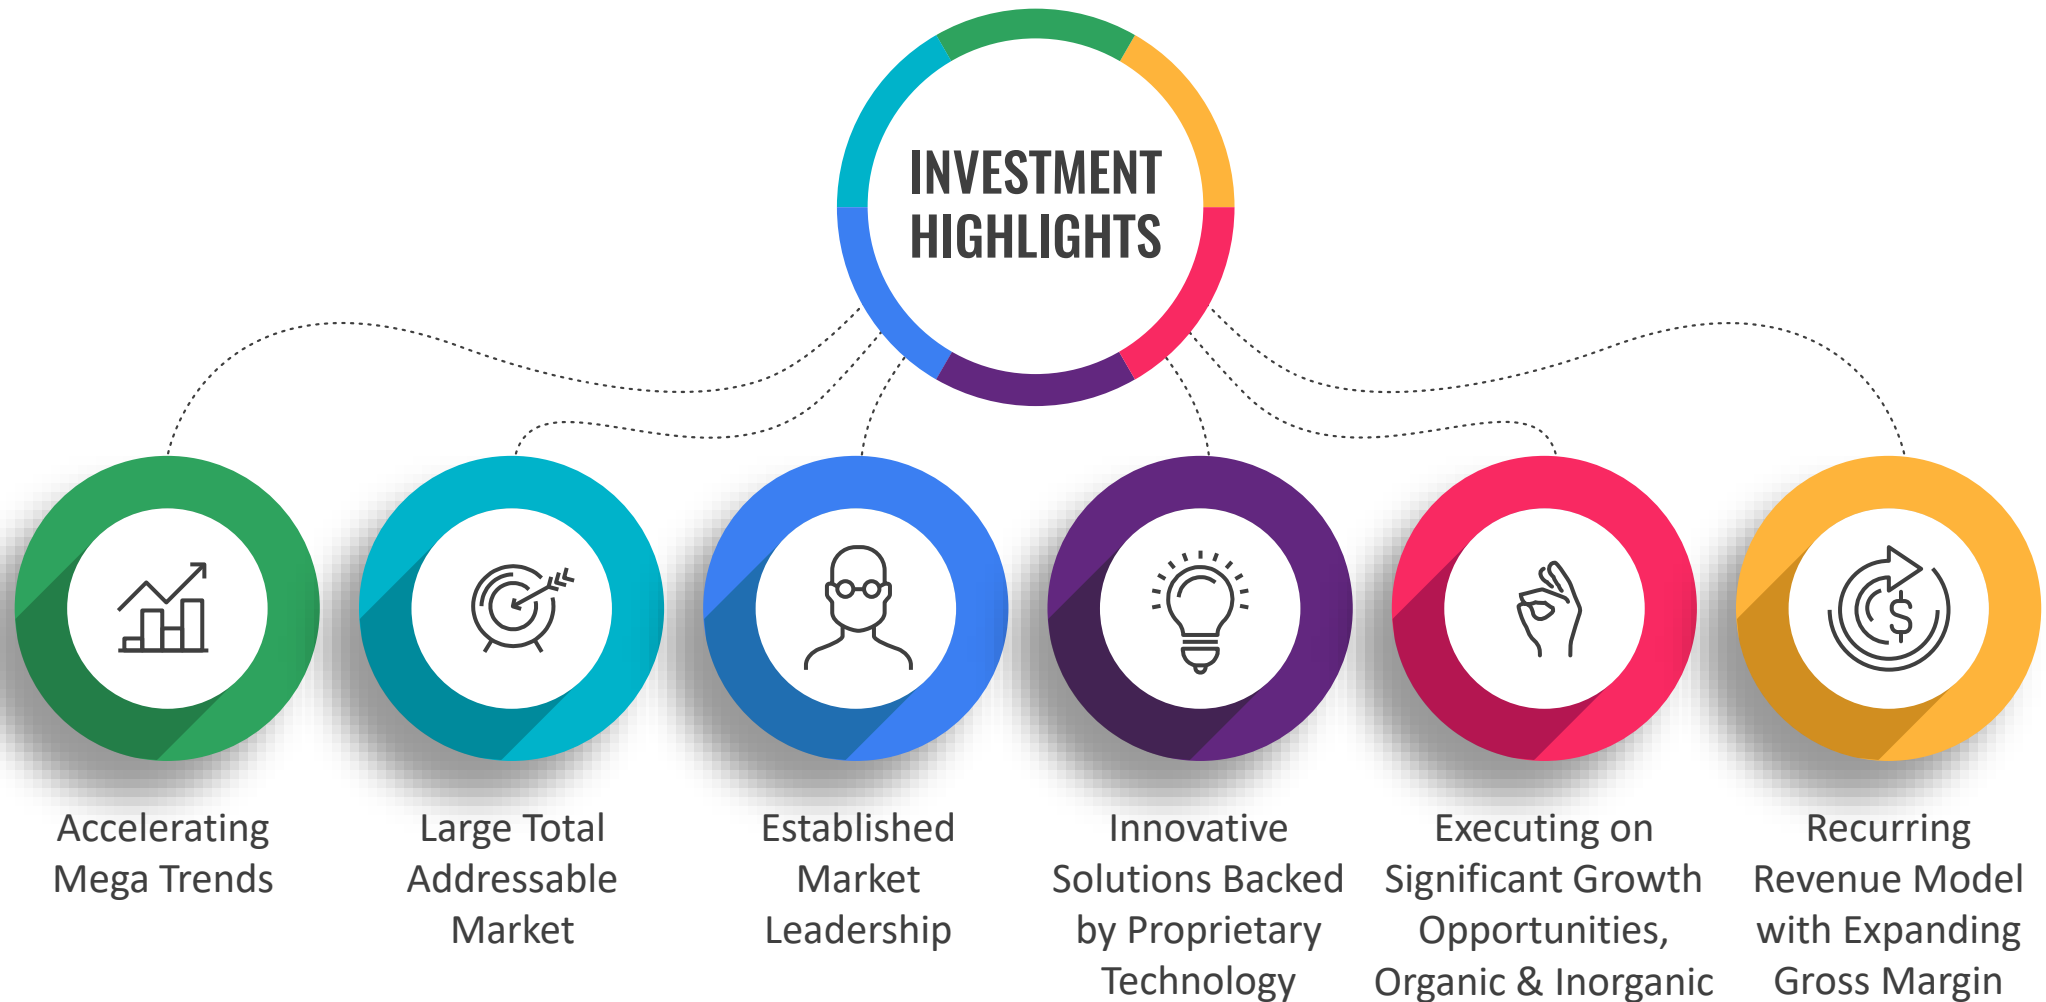 INVESTMENT
HIGHLIGHTS
$
Accelerating
Mega Trends
Large Total
Addressable
Market
Established
Market
Leadership
Innovative
Solutions Backed
by Proprietary
Technology
Executing on
Significant Growth
Opportunities,
Organic & Inorganic
Recurring
Revenue Model
with Expanding
Gross Margin